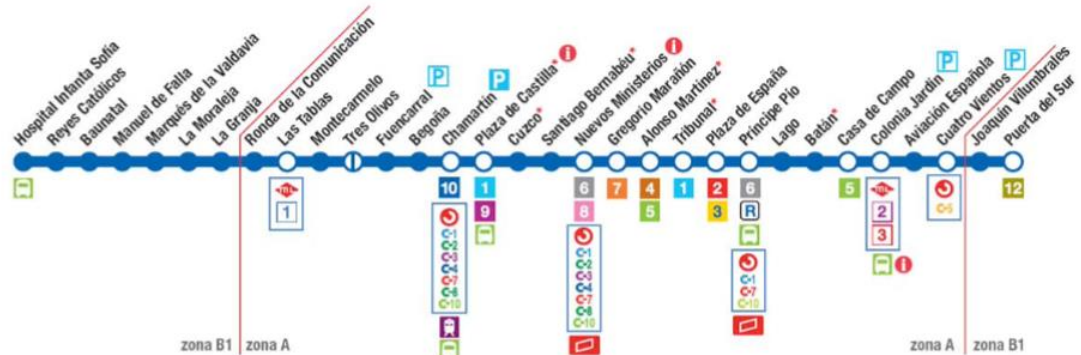 Hospital Infanta Sofía
Reyes Católicos
Baunatal
Manuel de Falla
Marqués de la Valdavia
La Moraleja
La Granja
Ronda de la Comunicación
Las Tablas
Montecarmelo
Tres Olivos
Fuencarral
Begoña
Chamartín
P
Plaza de Castilla*
P
i
Cuzco*
Santiago Bernabéu*
Nuevos Ministerios
i
Gregorio Marañón
Alonso Martínez*
Tribunal*
Plaza de España
Príncipe Pío
Lago
Batán*
Casa de Campo
Colonia Jardín
P
Aviación Española
Cuatro Vientos
P
Joaquín Vilumbrales
Puerta del Sur
ML
1
10
C-1
C-2
C-3
C-4
C-7
C-8
C-10
1
9
6
8
C-1
C-2
C-3
C-4
C-7
C-8
C-10
7
4
5
1
2
3
6
R
C-1
C-7
C-10
5
ML
2
3
i
C-5
12
zona B1
zona A
zona A
zona B1